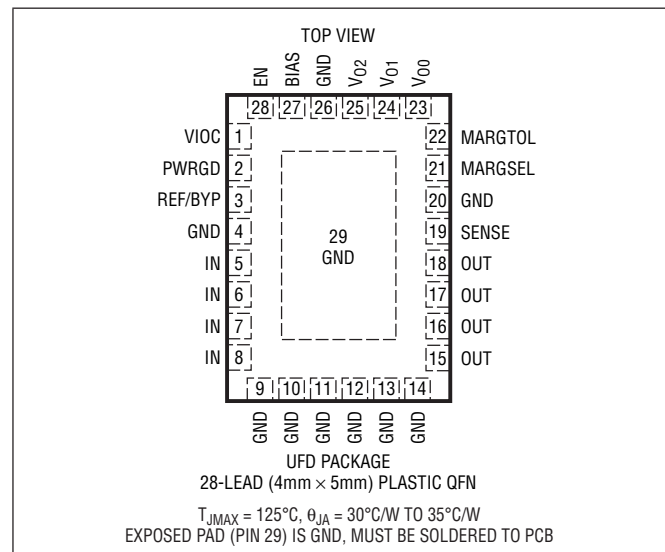 TOP VIEW
EN BIAS GND VO2 VO1 VO0
28 27 26 25 24 23
VIOC 1
PWRGD 2
REF/BYP 3
GND 4
IN 5
IN 6
IN 7
IN 8
29
GND
22 MARGTOL
21 MARGSEL
20 GND
19 SENSE
18 OUT
17 OUT
16 OUT
15 OUT
9 10 11 12 13 14
GND GND GND GND GND GND
UFD PACKAGE
28-LEAD (4mm × 5mm) PLASTIC QFN
TJMAX = 125°C, θJA = 30°C/W TO 35°C/W
EXPOSED PAD (PIN 29) IS GND, MUST BE SOLDERED TO PCB